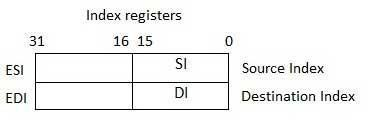 Index registers
31 16 15 0
ESI SI Source Index
EDI DI Destination Index